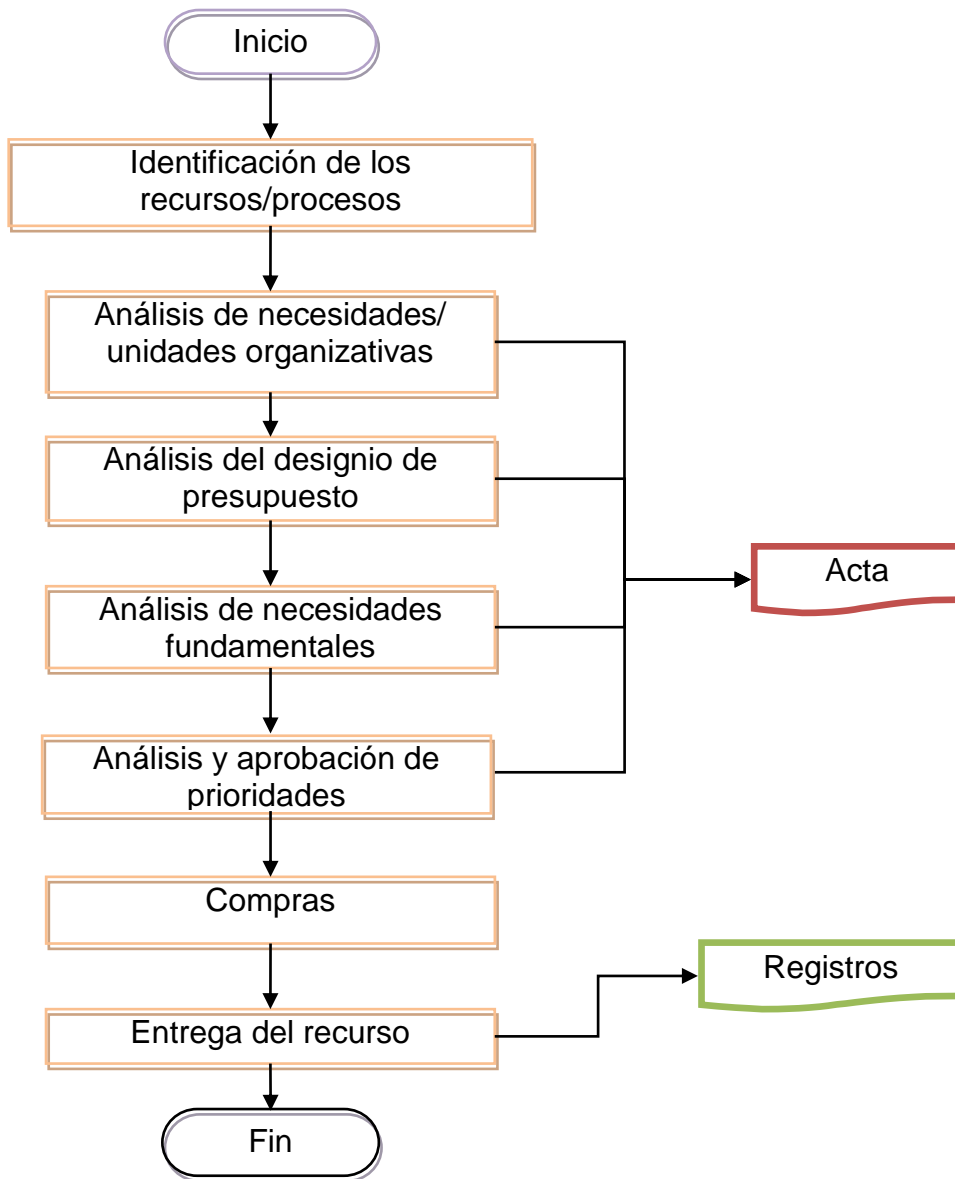 Inicio
Identificación de los
recursos/procesos
Análisis de necesidades/
unidades organizativas
Análisis del designio de
presupuesto
Análisis de necesidades
fundamentales
Acta
Análisis y aprobación de
prioridades
Compras
Registros
Entrega del recurso
Fin